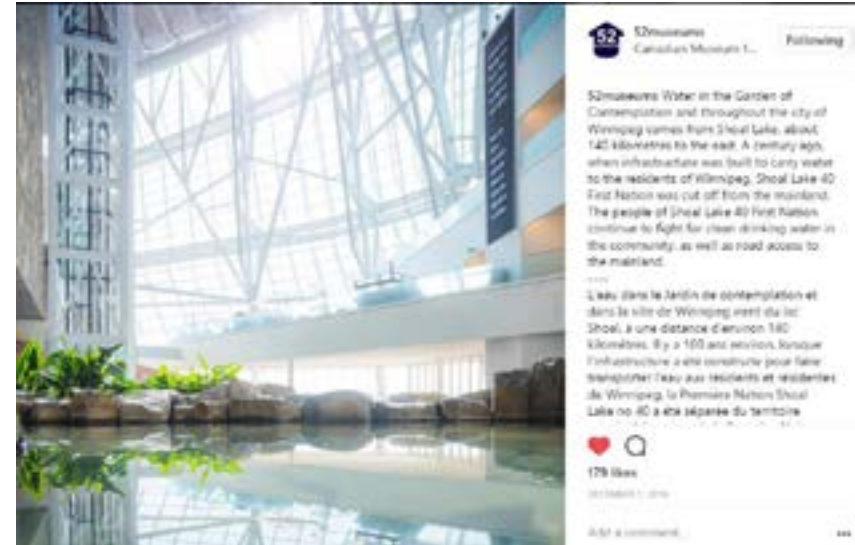 52
52museums
Canadian Museum f...
Following
52museums Water in the Garden of
Contemplation and throughout the city of
Winnipeg comes from Shoal Lake, about
140 kilometres to the east. A century ago,
when infrastructure was built to carry water
to the residents of Winnipeg, Shoal Lake 40
First Nation was cut off from the mainland.
The people of Shoal Lake 40 First Nation
continue to fight for clean drinking water in
the community, as well as road access to
the mainland.
----
L'eau dans le Jardin de contemplation et
dans la ville de Winnipeg vient du lac
Shoal, à une distance d'environ 140
kilomètres. Il y a 100 ans environ, lorsque
l'infrastructure a été construite pour faire
transporter l'eau aux résidents et résidentes
de Winnipeg, la Première Nation Shoal
Lake no 40 a été séparée du territoire
179 likes
DECEMBER 2016
Add a comment...